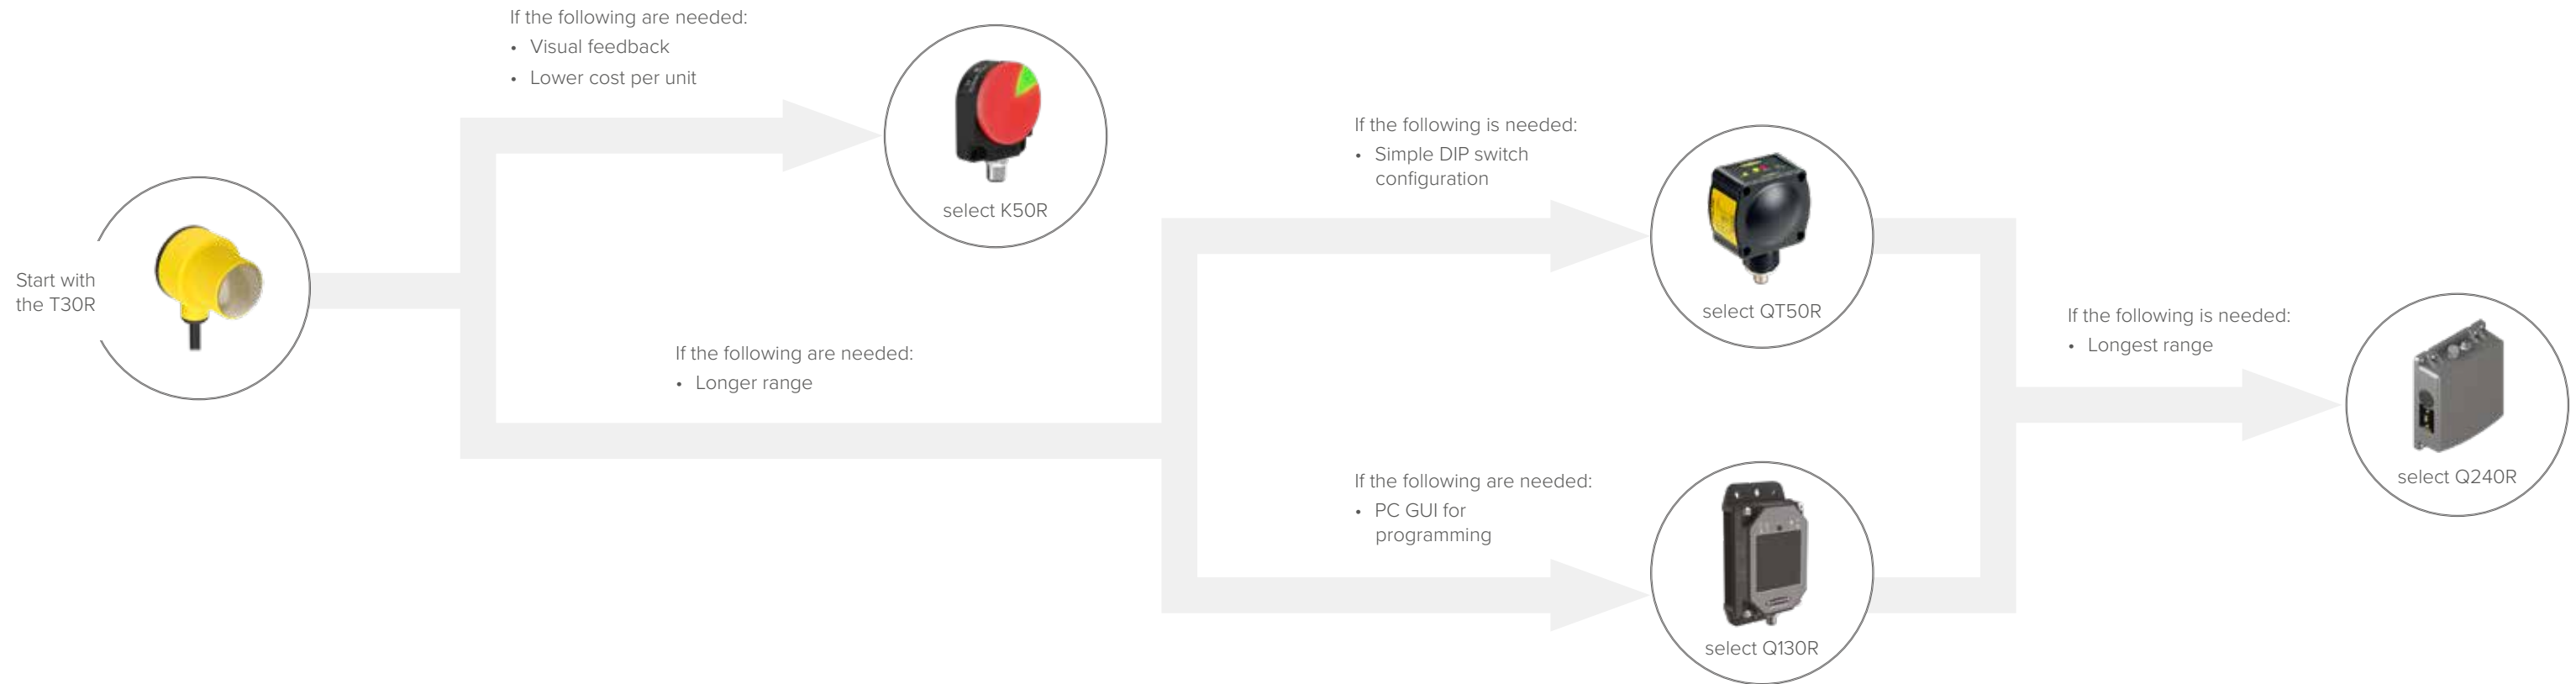 If the following are needed:
• Visual feedback
• Lower cost per unit
select K50R
Start with
the T30R
If the following are needed:
• Longer range
If the following is needed:
• Simple DIP switch
configuration
select QT50R
If the following are needed:
• PC GUI for
programming
select Q130R
If the following is needed:
• Longest range
select Q240R